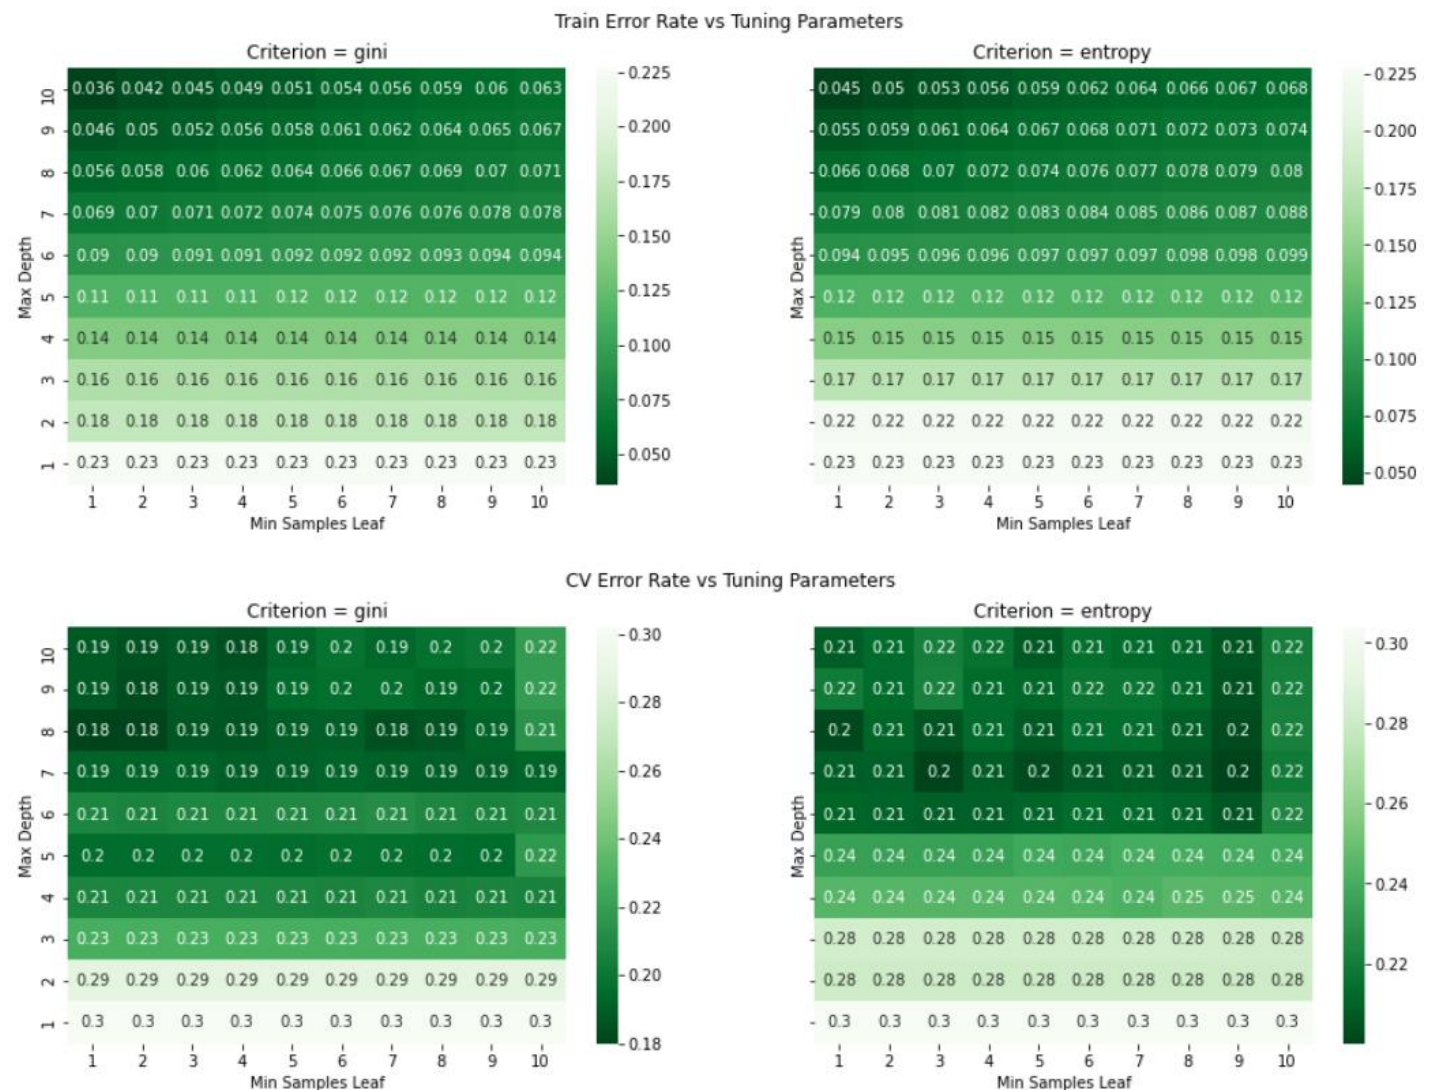 Train Error Rate vs Tuning Parameters
Criterion = gini
Criterion = entropy
10 0.036 0.042 0.045 0.049 0.051 0.054 0.056 0.059 0.06 0.063
9 0.046 0.05 0.052 0.056 0.058 0.061 0.062 0.064 0.065 0.067
8 0.056 0.058 0.06 0.062 0.064 0.066 0.067 0.069 0.07 0.071
7 0.069 0.07 0.071 0.072 0.074 0.075 0.076 0.076 0.078 0.078
6 0.09 0.09 0.091 0.091 0.092 0.092 0.092 0.093 0.094 0.094
5 0.11 0.11 0.11 0.11 0.12 0.12 0.12 0.12 0.12 0.12
4 0.14 0.14 0.14 0.14 0.14 0.14 0.14 0.14 0.14 0.14
3 0.16 0.16 0.16 0.16 0.16 0.16 0.16 0.16 0.16 0.16
2 0.18 0.18 0.18 0.18 0.18 0.18 0.18 0.18 0.18 0.18
1 0.23 0.23 0.23 0.23 0.23 0.23 0.23 0.23 0.23 0.23
1 2 3 4 5 6 7 8 9 10
Max Depth
Min Samples Leaf
0.225
0.200
0.175
0.150
0.125
0.100
0.075
0.050
0.045 0.05 0.053 0.056 0.059 0.062 0.064 0.066 0.067 0.068
0.055 0.059 0.061 0.064 0.067 0.068 0.071 0.072 0.073 0.074
0.066 0.068 0.07 0.072 0.074 0.076 0.077 0.078 0.079 0.08
0.079 0.08 0.081 0.082 0.083 0.084 0.085 0.086 0.087 0.088
0.094 0.095 0.096 0.096 0.097 0.097 0.097 0.098 0.098 0.099
0.12 0.12 0.12 0.12 0.12 0.12 0.12 0.12 0.12 0.12
0.15 0.15 0.15 0.15 0.15 0.15 0.15 0.15 0.15 0.15
0.17 0.17 0.17 0.17 0.17 0.17 0.17 0.17 0.17 0.17
0.22 0.22 0.22 0.22 0.22 0.22 0.22 0.22 0.22 0.22
0.23 0.23 0.23 0.23 0.23 0.23 0.23 0.23 0.23 0.23
1 2 3 4 5 6 7 8 9 10
Max Depth
Min Samples Leaf
0.225
0.200
0.175
0.150
0.125
0.100
0.075
0.050
CV Error Rate vs Tuning Parameters
Criterion = gini
Criterion = entropy
10 0.19 0.19 0.19 0.18 0.19 0.2 0.19 0.2 0.2 0.22
9 0.19 0.18 0.19 0.19 0.19 0.2 0.2 0.19 0.2 0.22
8 0.18 0.18 0.19 0.19 0.19 0.19 0.18 0.19 0.19 0.21
7 0.19 0.19 0.19 0.19 0.19 0.19 0.19 0.19 0.19 0.19
6 0.21 0.21 0.21 0.21 0.21 0.21 0.21 0.21 0.21 0.21
5 0.2 0.2 0.2 0.2 0.2 0.2 0.2 0.2 0.2 0.22
4 0.21 0.21 0.21 0.21 0.21 0.21 0.21 0.21 0.21 0.21
3 0.23 0.23 0.23 0.23 0.23 0.23 0.23 0.23 0.23 0.23
2 0.29 0.29 0.29 0.29 0.29 0.29 0.29 0.29 0.29 0.29
1 0.3 0.3 0.3 0.3 0.3 0.3 0.3 0.3 0.3 0.3
1 2 3 4 5 6 7 8 9 10
Max Depth
Min Samples Leaf
0.30
0.28
0.26
0.24
0.22
0.20
0.18
0.21 0.21 0.22 0.22 0.21 0.21 0.21 0.21 0.21 0.22
0.22 0.21 0.22 0.21 0.21 0.22 0.22 0.21 0.21 0.22
0.2 0.21 0.21 0.21 0.21 0.21 0.21 0.21 0.2 0.22
0.21 0.21 0.2 0.21 0.2 0.21 0.21 0.21 0.2 0.22
0.21 0.21 0.21 0.21 0.21 0.21 0.21 0.21 0.21 0.22
0.24 0.24 0.24 0.24 0.24 0.24 0.24 0.24 0.24 0.24
0.24 0.24 0.24 0.24 0.24 0.24 0.24 0.25 0.25 0.24
0.28 0.28 0.28 0.28 0.28 0.28 0.28 0.28 0.28 0.28
0.28 0.28 0.28 0.28 0.28 0.28 0.28 0.28 0.28 0.28
0.3 0.3 0.3 0.3 0.3 0.3 0.3 0.3 0.3 0.3
1 2 3 4 5 6 7 8 9 10
Max Depth
Min Samples Leaf
0.30
0.28
0.26
0.24
0.22